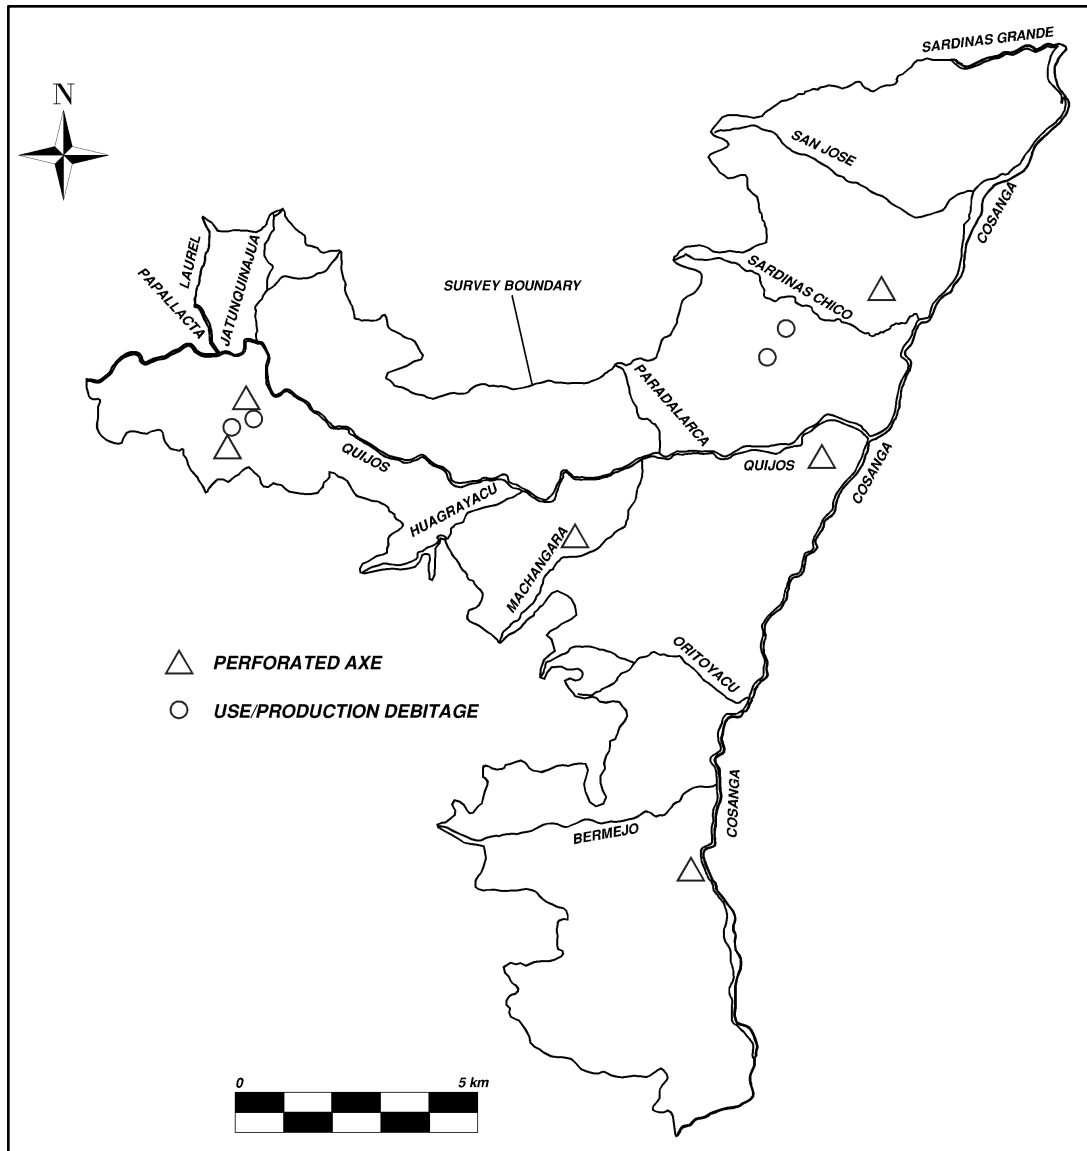 SARDINAS GRANDE
N
SAN JOSE
COSANGA
LAUREL
JATUNQUINAJUA
PAPALLACTA
SURVEY BOUNDARY
SARDINAS CHICO
PARADALARCA
QUIJOS
QUIJOS
COSANGA
HUAGRAYACU
MACHANGARA
ORITOYACU
PERFORATED AXE
USE/PRODUCTION DEBITAGE
COSANGA
BERMEJO
0 5 km